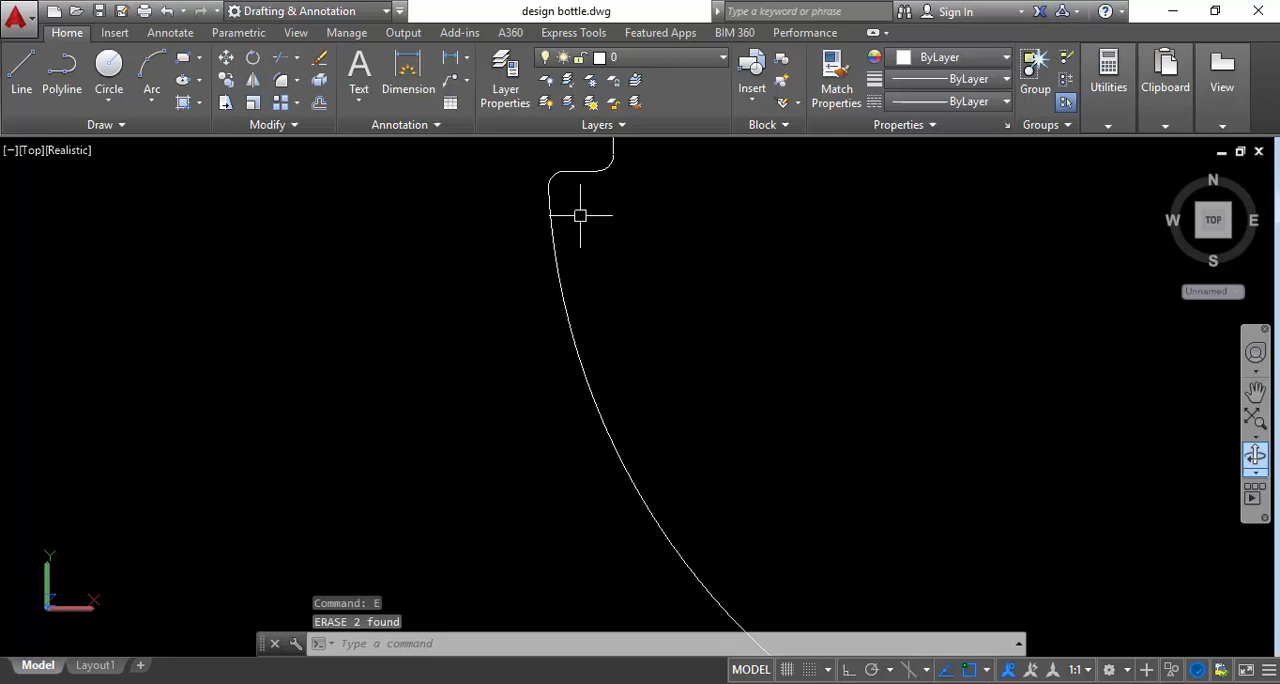 Drafting & Annotation
design bottle.dwg
Type a keyword or phrase
Sign In
Home Insert Annotate Parametric View Manage Output Add-ins A360 Express Tools Featured Apps BIM 360 Performance
Line Polyline Circle Arc Text Dimension Layer Properties 0 Insert Match Properties ByLayer Group Utilities Clipboard View
ByLayer
ByLayer
Draw Modify Annotation Layers Block Properties Groups
[−][Top][Realistic]
N
W TOP E
S
Unnamed
Y
Z X
Command: E
ERASE 2 found
Type a command
Model Layout1 + MODEL 1:1